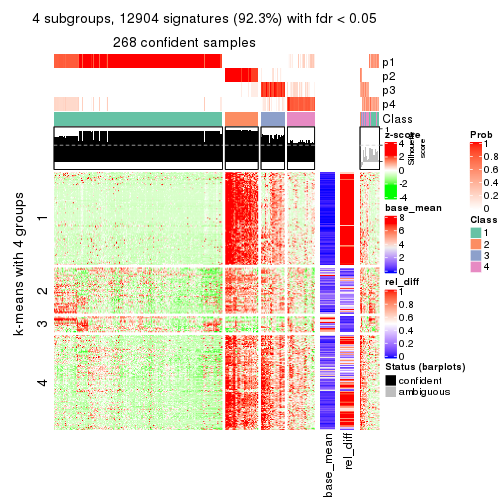 4 subgroups, 12904 signatures (92.3%) with fdr < 0.05
268 confident samples
p1
p2
p3
p4
Class
Silhouette
score
1
2
3
4
k-means with 4 groups
base_mean
rel_diff
z-score
4
2
0
-2
-4
base_mean
8
6
4
2
0
rel_diff
1
0.8
0.6
0.4
0.2
0
Status (barplots)
confident
ambiguous
Prob
1
0.8
0.6
0.4
0.2
0
Class
1
2
3
4